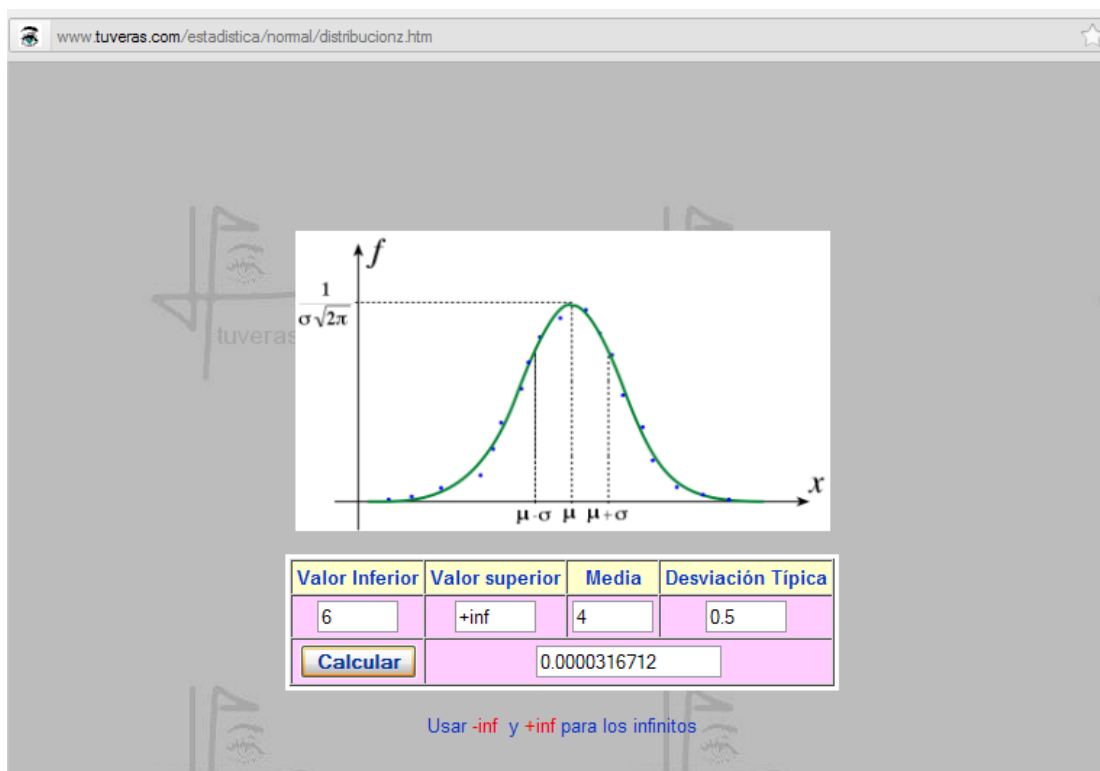 www.tuveras.com/estadistica/normal/distribucionz.htm
f
1
σ√2π
tuveras
x
μ-σ μ μ+σ
Valor Inferior Valor superior Media Desviación Típica
6 +inf 4 0.5
Calcular 0.0000316712
Usar -inf y +inf para los infinitos